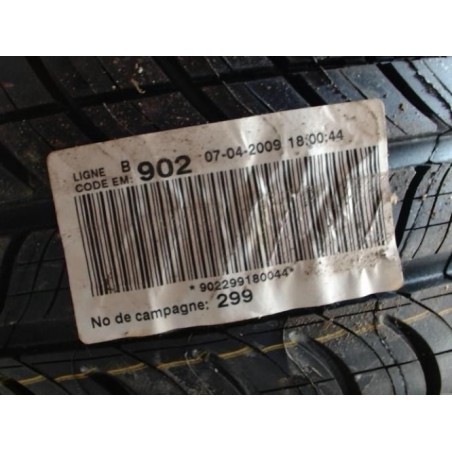 LIGNE B 902 07-04-2009 18:00:44
CODE EM:
*902299180044*
No de campagne: 299